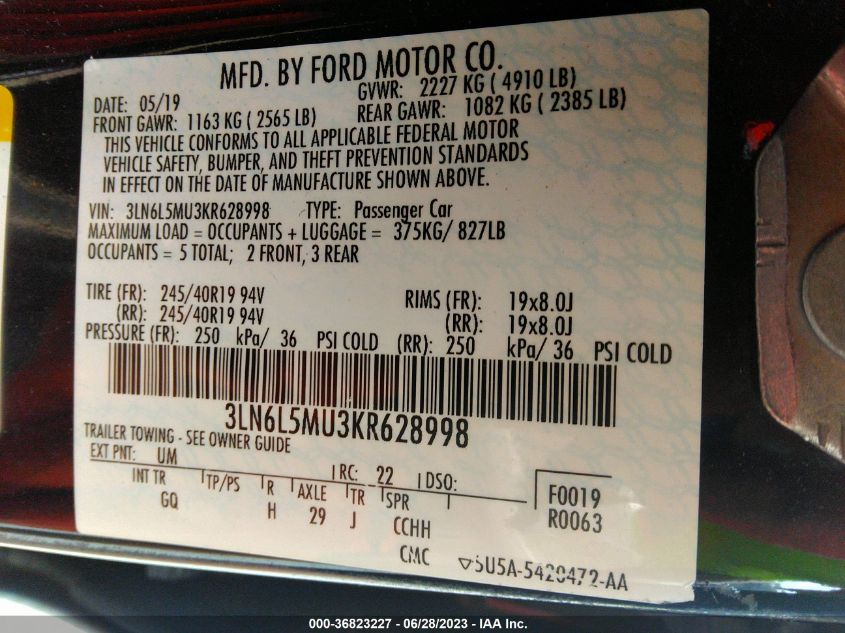 MFD. BY FORD MOTOR CO.
DATE: 05/19 GVWR: 2227 KG ( 4910 LB)
FRONT GAWR: 1163 KG ( 2565 LB) REAR GAWR: 1082 KG ( 2385 LB)
THIS VEHICLE CONFORMS TO ALL APPLICABLE FEDERAL MOTOR
VEHICLE SAFETY, BUMPER, AND THEFT PREVENTION STANDARDS
IN EFFECT ON THE DATE OF MANUFACTURE SHOWN ABOVE.
VIN: 3LN6L5MU3KR628998 TYPE: Passenger Car
MAXIMUM LOAD = OCCUPANTS + LUGGAGE = 375KG/ 827LB
OCCUPANTS = 5 TOTAL; 2 FRONT, 3 REAR
TIRE (FR): 245/40R19 94V RIMS (FR): 19x8.0J
(RR): 245/40R19 94V (RR): 19x8.0J
PRESSURE (FR): 250 kPa/ 36 PSI COLD (RR): 250 kPa/ 36 PSI COLD
3LN6L5MU3KR628998
TRAILER TOWING - SEE OWNER GUIDE
EXT PNT: UM RC: 22 DSO:
INT TR TP/PS R AXLE TR SPR F0019
GQ H 29 J CCHH R0063
CMC 5U5A-5420472-AA
000-36823227 - 06/28/2023 - IAA Inc.